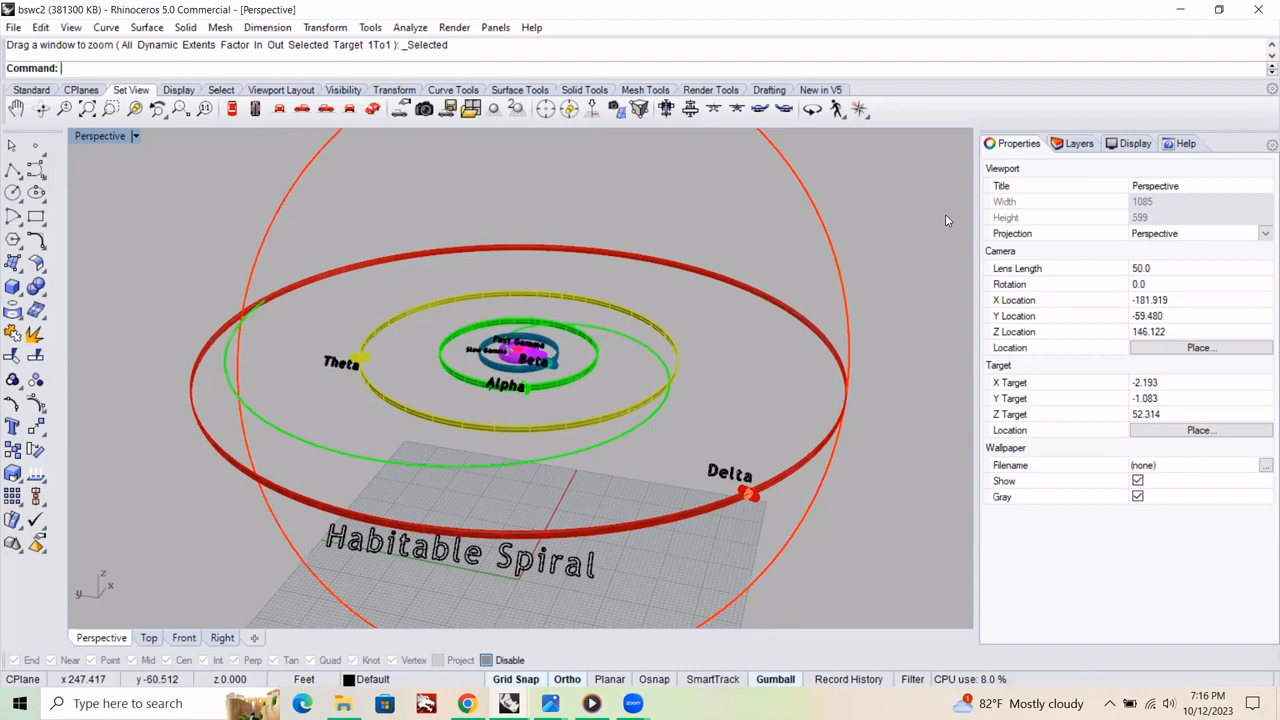 bswc2 (381300 KB) - Rhinoceros 5.0 Commercial - [Perspective]
File Edit View Curve Surface Solid Mesh Dimension Transform Tools Analyze Render Panels Help
Drag a window to zoom ( All Dynamic Extents Factor In Out Selected Target 1To1 ): _Selected
Command:
Standard CPlanes Set View Display Select Viewport Layout Visibility Transform Curve Tools Surface Tools Solid Tools Mesh Tools Render Tools Drafting New in V5
Perspective
Properties Layers Display Help
Viewport
Title Perspective
Width 1085
Height 599
Projection Perspective
Camera
Lens Length 50.0
Rotation 0.0
X Location -181.919
Y Location -59.480
Z Location 146.122
Location Place...
Target
X Target -2.193
Y Target -1.083
Z Target 52.314
Location Place...
Wallpaper
Filename (none) ...
Show
Gray
Fast Gamma
Slow Gamma
Beta
Theta
Alpha
Delta
Habitable Spiral
z
y x
Perspective Top Front Right
End Near Point Mid Cen Int Perp Tan Quad Knot Vertex Project Disable
CPlane x 247.417 y -60.512 z 0.000 Feet Default Grid Snap Ortho Planar Osnap SmartTrack Gumball Record History Filter CPU use: 8.0 %
Type here to search
zoom
1
82°F Mostly cloudy
7:16 PM
10/12/2023